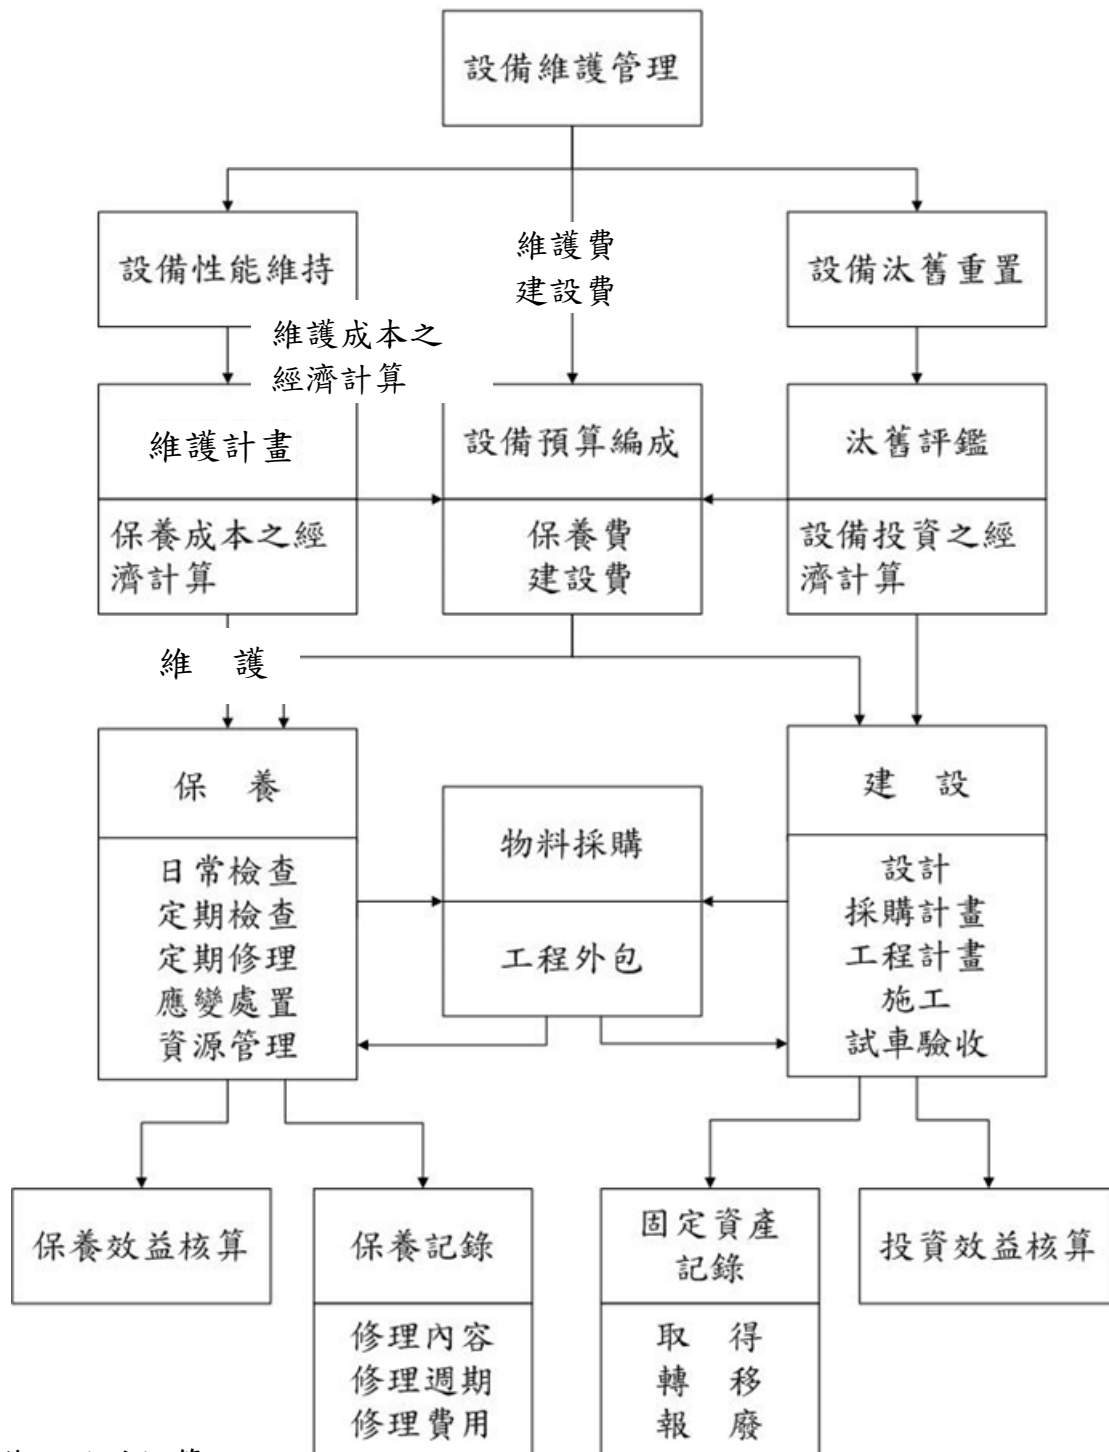 設備維護管理
設備性能維持
維護費
建設費
設備汰舊重置
維護成本之
經濟計算
維護計畫
設備預算編成
汰舊評鑑
保養成本之經
濟計算
保養費
建設費
設備投資之經
濟計算
維 護
保 養
日常檢查
定期檢查
定期修理
應變處置
資源管理
物料採購
工程外包
建 設
設計
採購計畫
工程計畫
施工
試車驗收
保養效益核算
保養記錄
修理內容
修理週期
修理費用
固定資產
記錄
取 得
轉 移
報 廢
投資效益核算